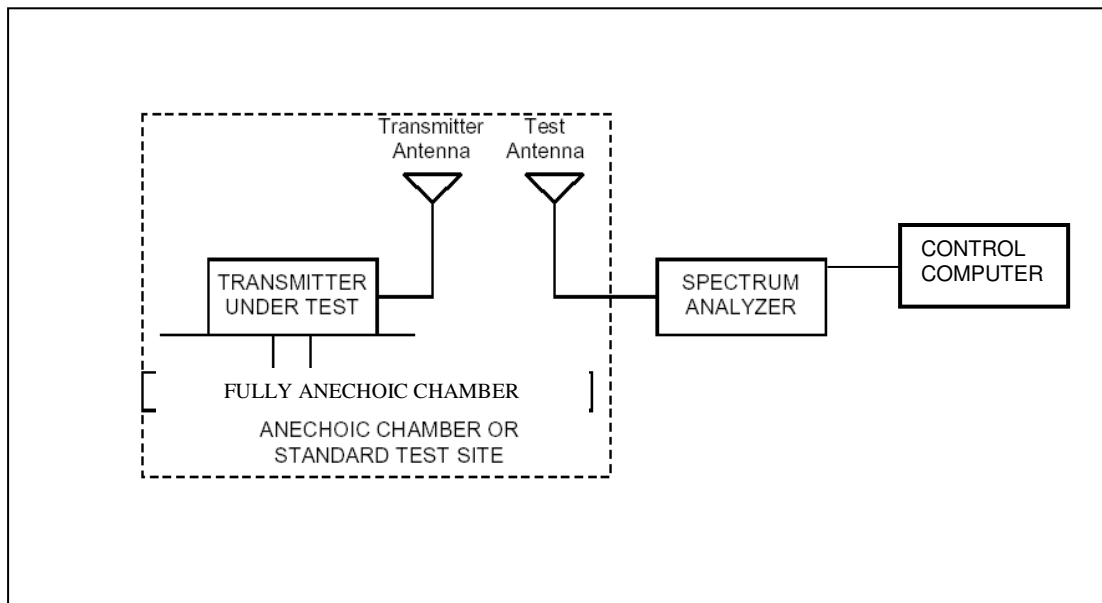 Transmitter
Antenna
Test
Antenna
TRANSMITTER
UNDER TEST
SPECTRUM
ANALYZER
CONTROL
COMPUTER
FULLY ANECHOIC CHAMBER
ANECHOIC CHAMBER OR
STANDARD TEST SITE